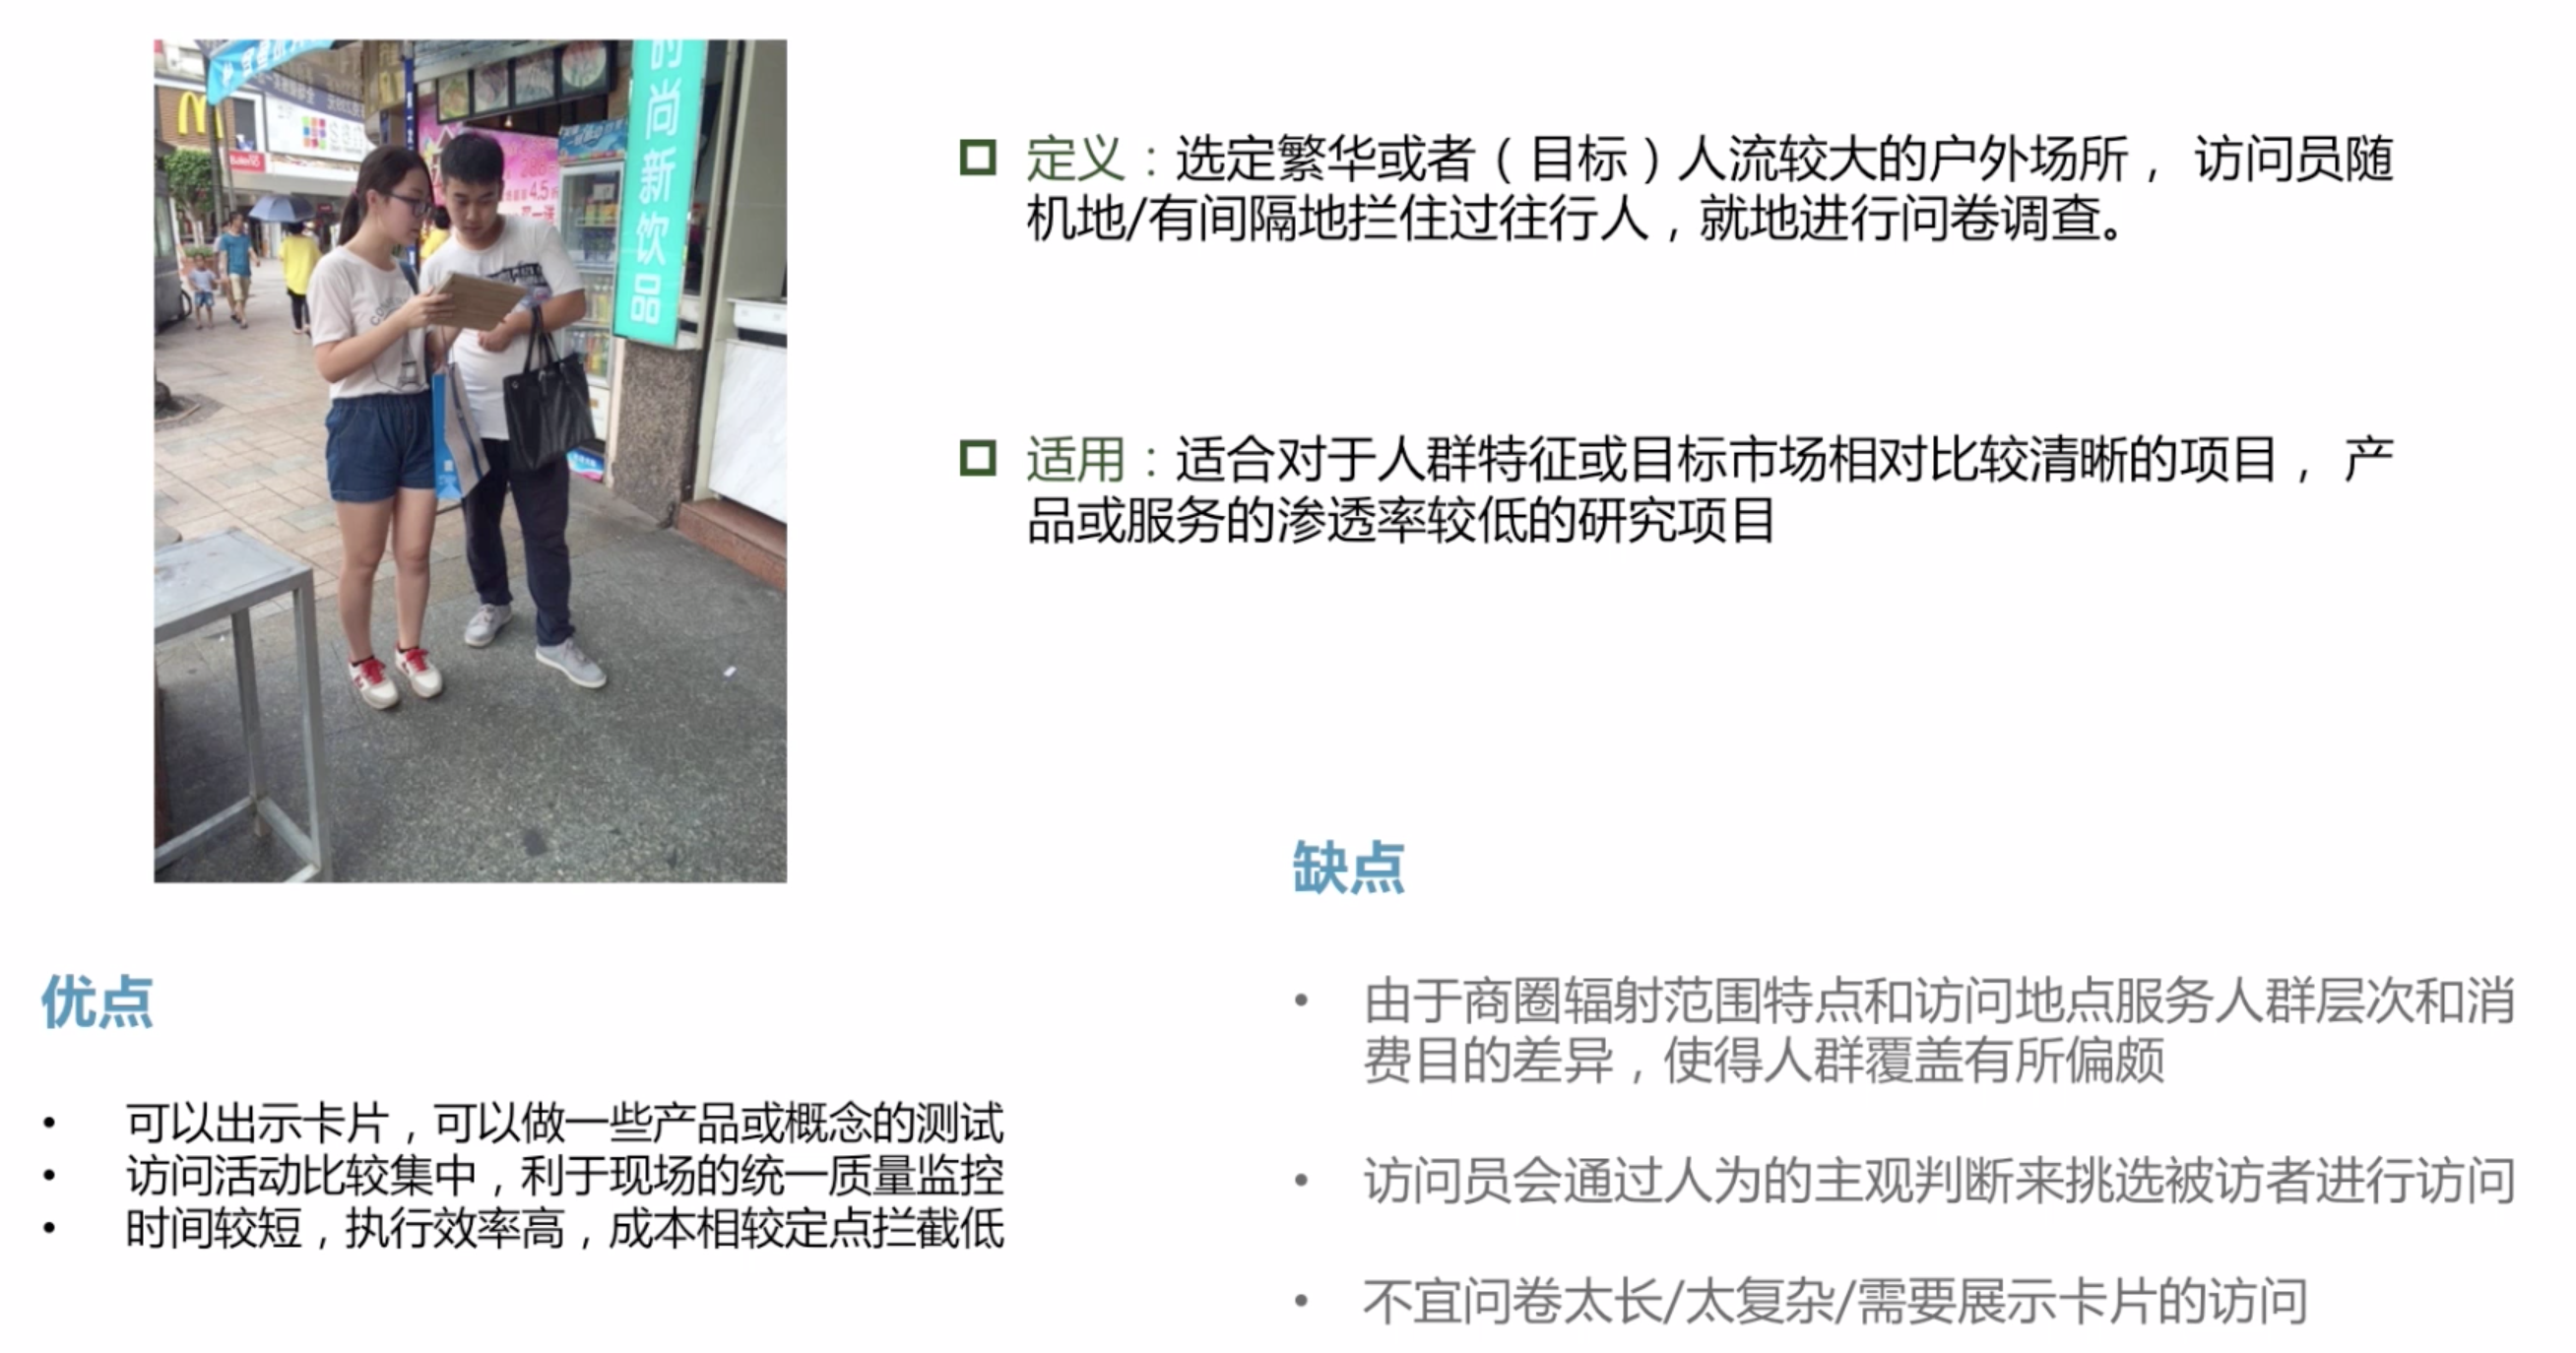 时尚新饮品
4.5折
定义：选定繁华或者（目标）人流较大的户外场所， 访问员随
机地/有间隔地拦住过往行人，就地进行问卷调查。
适用：适合对于人群特征或目标市场相对比较清晰的项目， 产
品或服务的渗透率较低的研究项目
缺点
优点
• 由于商圈辐射范围特点和访问地点服务人群层次和消
费目的差异，使得人群覆盖有所偏颇
• 访问员会通过人为的主观判断来挑选被访者进行访问
• 不宜问卷太长/太复杂/需要展示卡片的访问
• 可以出示卡片，可以做一些产品或概念的测试
• 访问活动比较集中，利于现场的统一质量监控
• 时间较短，执行效率高，成本相较定点拦截低